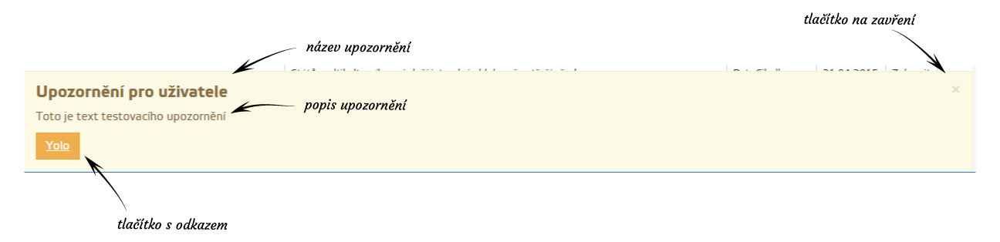 tlačítko na zavření
název upozornění
Upozornění pro uživatele
×
popis upozornění
Toto je text testovacího upozornění
Yolo
tlačítko s odkazem